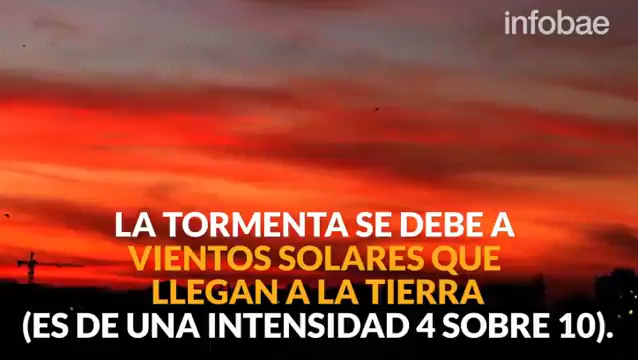 infobae
LA TORMENTA SE DEBE A
VIENTOS SOLARES QUE
LLEGAN A LA TIERRA
(ES DE UNA INTENSIDAD 4 SOBRE 10).